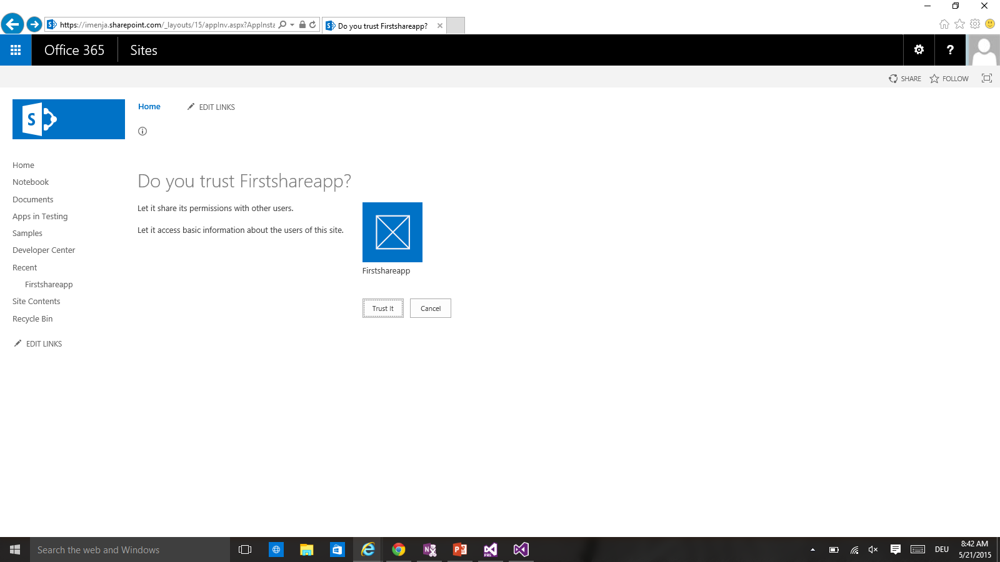 https://imenja.sharepoint.com/_layouts/15/appInv.aspx?AppInsta
Do you trust Firstshareapp?
Office 365
Sites
?
SHARE
FOLLOW
S
Home
EDIT LINKS
Home
Notebook
Documents
Apps in Testing
Samples
Developer Center
Recent
Firstshareapp
Site Contents
Recycle Bin
EDIT LINKS
Do you trust Firstshareapp?
Let it share its permissions with other users.
Let it access basic information about the users of this site.
Firstshareapp
Trust It
Cancel
Search the web and Windows
DEU
8:42 AM
5/21/2015